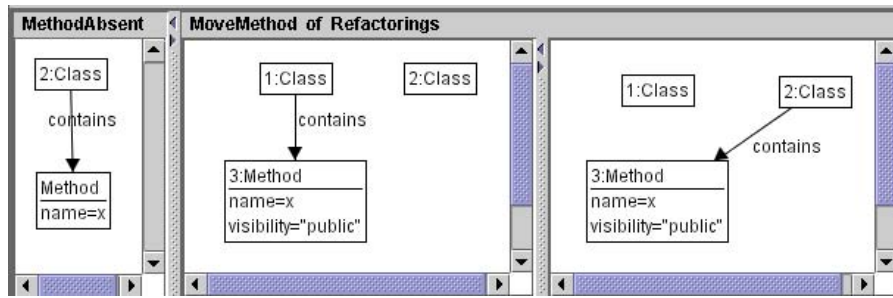 MethodAbsent
MoveMethod of Refactorings
2:Class
contains
Method
name=x
1:Class
2:Class
contains
3:Method
name=x
visibility="public"
1:Class
2:Class
contains
3:Method
name=x
visibility="public"